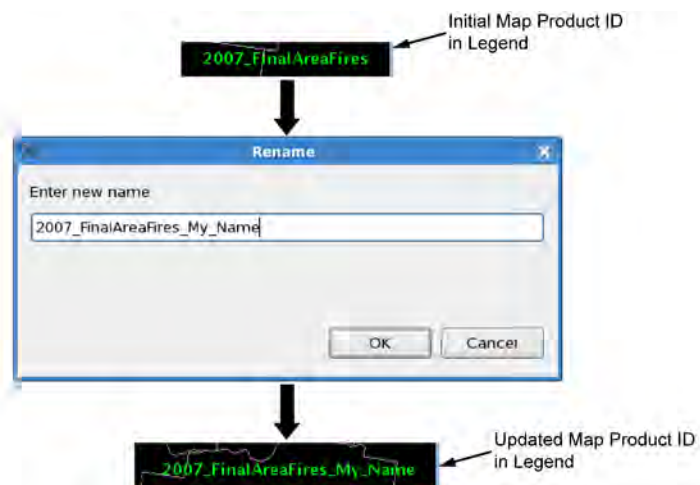 Initial Map Product ID
in Legend
2007_FinalAreaFires
Rename
Enter new name
2007_FinalAreaFires_My_Name
OK
Cancel
2007_FinalAreaFires_My_Name
Updated Map Product ID
in Legend